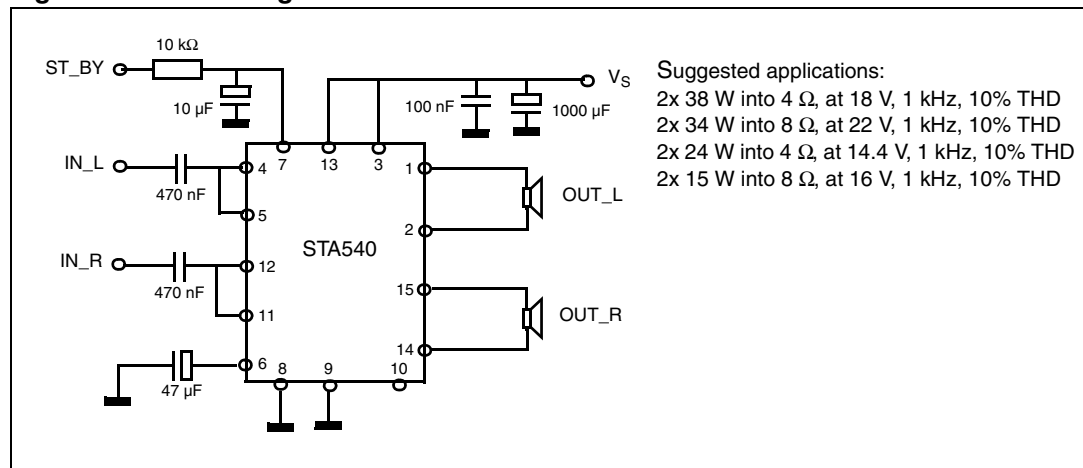 10 kΩ
ST_BY
10 µF
100 nF
1000 µF
VS
Suggested applications:
2x 38 W into 4 Ω, at 18 V, 1 kHz, 10% THD
2x 34 W into 8 Ω, at 22 V, 1 kHz, 10% THD
2x 24 W into 4 Ω, at 14.4 V, 1 kHz, 10% THD
2x 15 W into 8 Ω, at 16 V, 1 kHz, 10% THD
IN_L
470 nF
4
7
13
3
1
5
2
OUT_L
STA540
IN_R
470 nF
12
11
15
14
OUT_R
6
47 µF
8
9
10